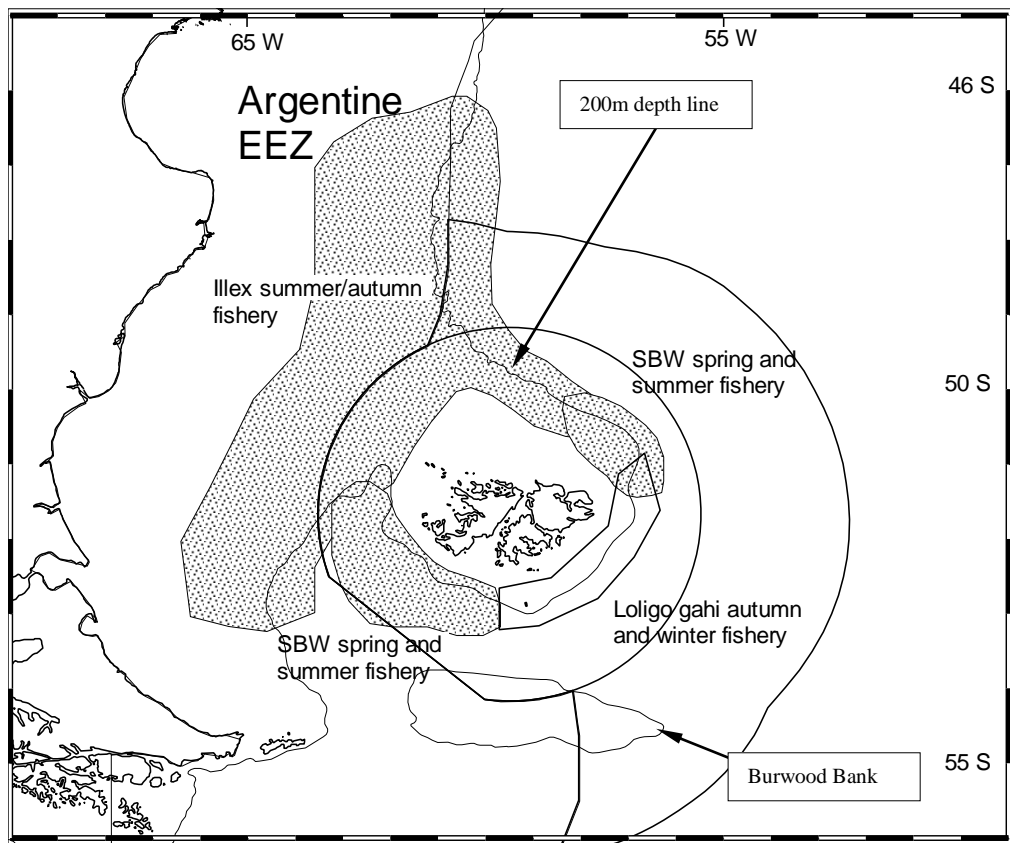 65 W
55 W
46 S
Argentine
EEZ
200m depth line
Illex summer/autumn
fishery
SBW spring and
summer fishery
50 S
Loligo gahi autumn
and winter fishery
SBW spring and
summer fishery
55 S
Burwood Bank